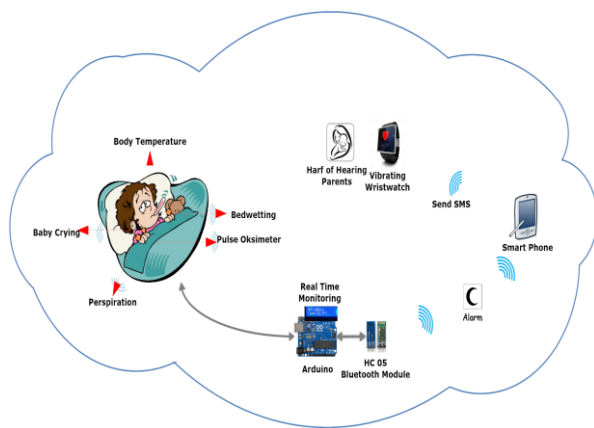 Body Temperature
Baby Crying
Bedwetting
Pulse Oksimeter
Perspiration
Harf of Hearing
Parents
Vibrating
Wristwatch
Send SMS
Smart Phone
Real Time
Monitoring
Alarm
Arduino
HC 05
Bluetooth Module